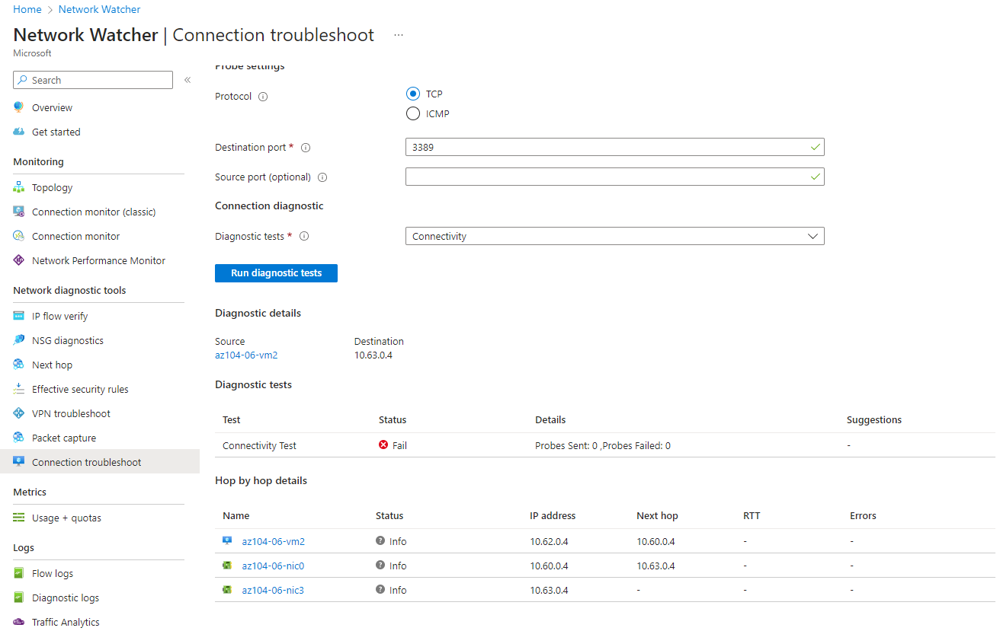 Home > Network Watcher
Network Watcher | Connection troubleshoot ...
Microsoft
Search «
Overview
Get started
Monitoring
Topology
Connection monitor (classic)
Connection monitor
Network Performance Monitor
Network diagnostic tools
IP flow verify
NSG diagnostics
Next hop
Effective security rules
VPN troubleshoot
Packet capture
Connection troubleshoot
Metrics
Usage + quotas
Logs
Flow logs
Diagnostic logs
Traffic Analytics
Probe settings
Protocol
TCP
ICMP
Destination port *
3389
Source port (optional)
Connection diagnostic
Diagnostic tests *
Connectivity
Run diagnostic tests
Diagnostic details
Source Destination
az104-06-vm2 10.63.0.4
Diagnostic tests
Test Status Details Suggestions
Connectivity Test Fail Probes Sent: 0 ,Probes Failed: 0 -
Hop by hop details
Name Status IP address Next hop RTT Errors
az104-06-vm2 Info 10.62.0.4 10.60.0.4 - -
az104-06-nic0 Info 10.60.0.4 10.63.0.4 - -
az104-06-nic3 Info 10.63.0.4 - - -